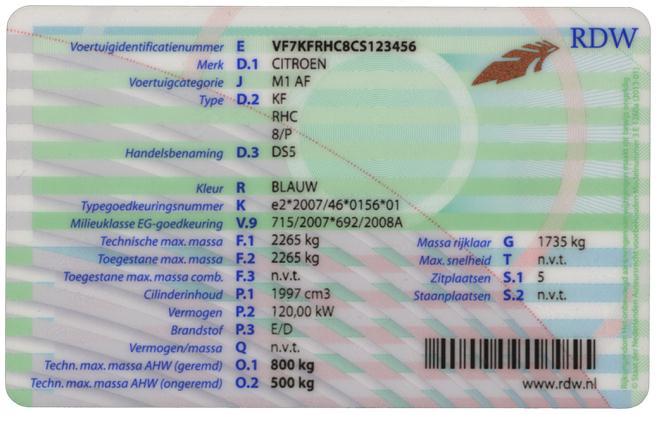 RDW
Voertuigidentificatienummer E VF7KFRHC8CS123456
Merk D.1 CITROEN
Voertuigcategorie J M1 AF
Type D.2 KF
RHC
8/P
Handelsbenaming D.3 DS5
Kleur R BLAUW
Typegoedkeuringsnummer K e2*2007/46*0156*01
Milieuklasse EG-goedkeuring V.9 715/2007*692/2008A
Technische max. massa F.1 2265 kg Massa rijklaar G 1735 kg
Toegestane max. massa F.2 2265 kg Max. snelheid T n.v.t.
Toegestane max. massa comb. F.3 n.v.t. Zitplaatsen S.1 5
Cilinderinhoud P.1 1997 cm3 Staanplaatsen S.2 n.v.t.
Vermogen P.2 120,00 kW
Brandstof P.3 E/D
Vermogen/massa Q n.v.t.
Techn. max. massa AHW (geremd) O.1 800 kg
Techn. max. massa AHW (ongeremd) O.2 500 kg
www.rdw.nl